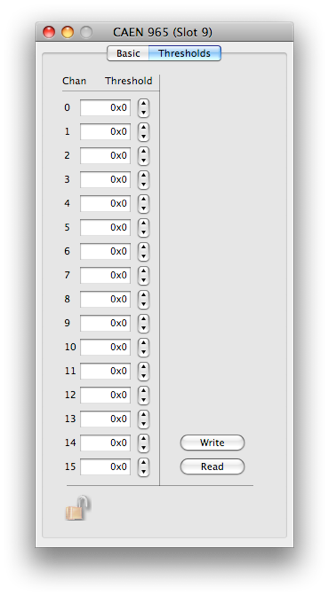 CAEN 965 (Slot 9)
Basic Thresholds
Chan Threshold
0 0x0
1 0x0
2 0x0
3 0x0
4 0x0
5 0x0
6 0x0
7 0x0
8 0x0
9 0x0
10 0x0
11 0x0
12 0x0
13 0x0
14 0x0 Write
15 0x0 Read